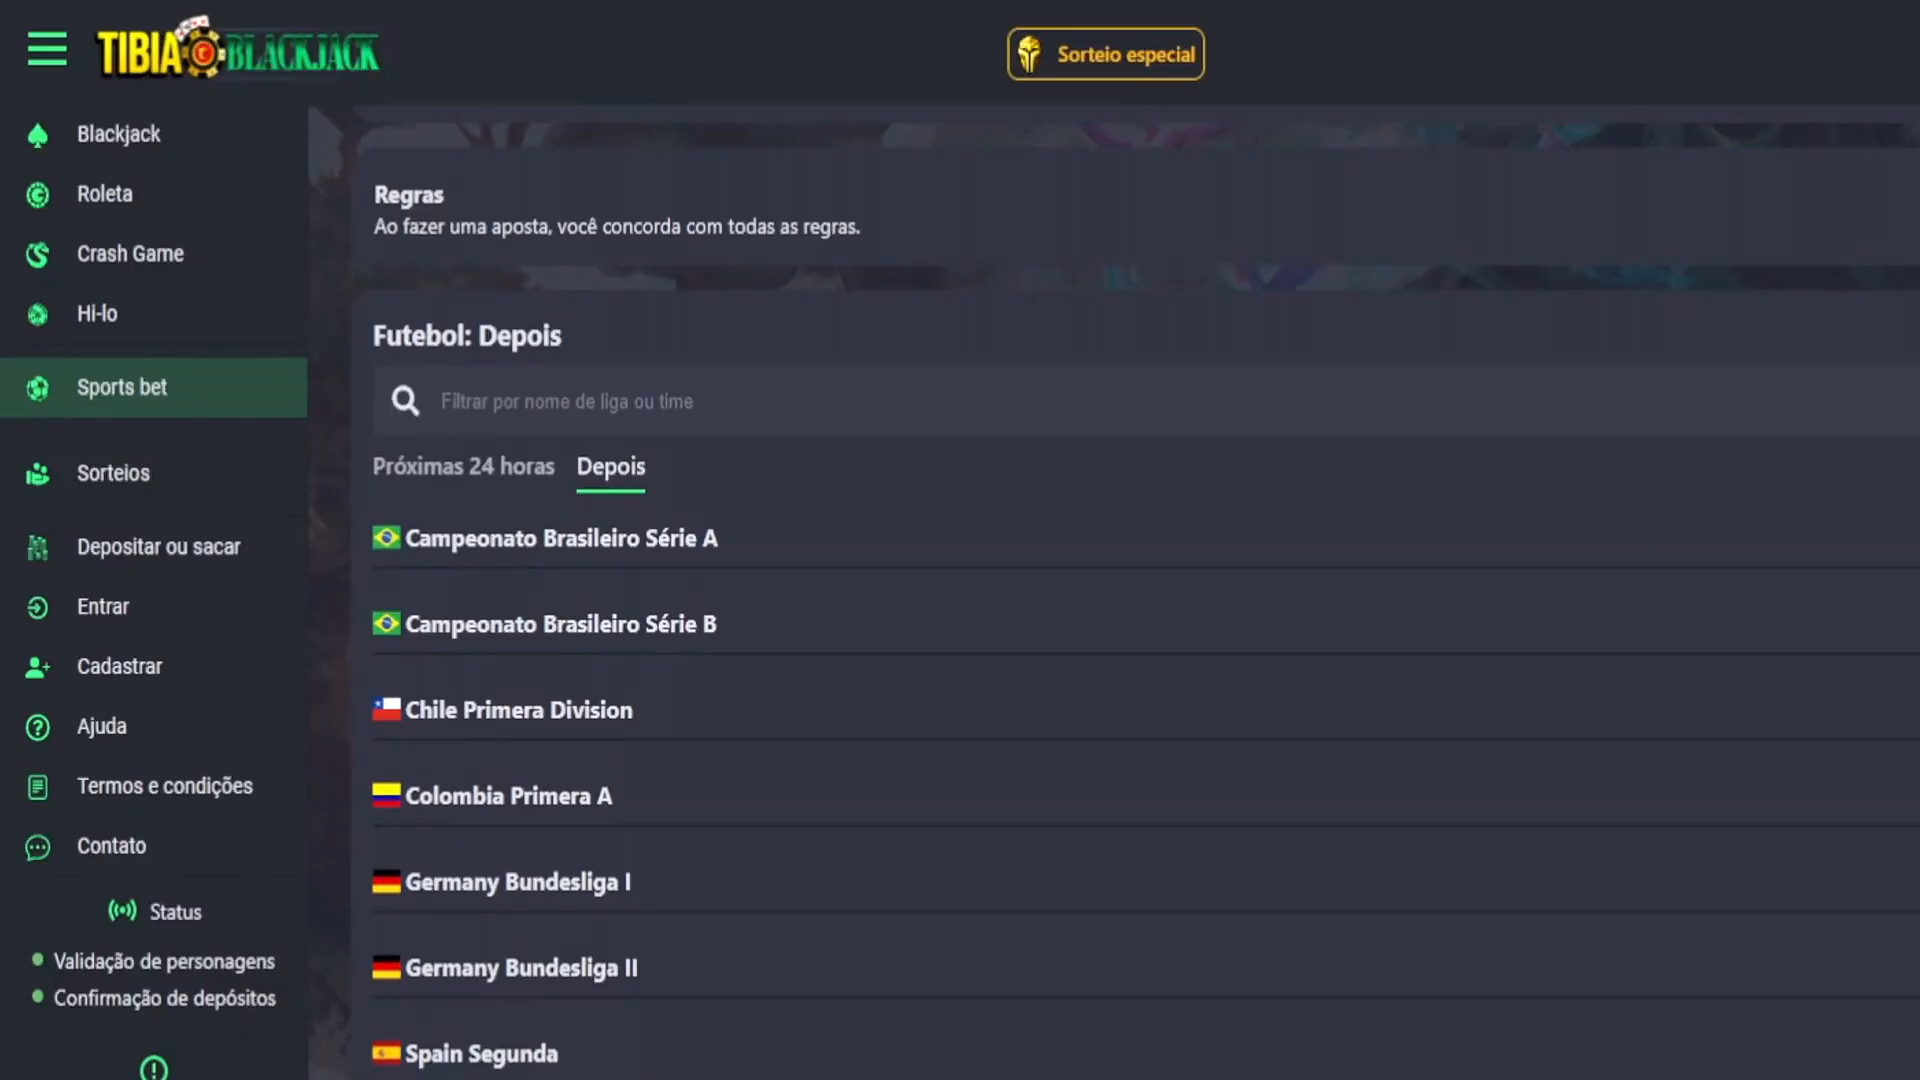 TIBIA BLACKJACK
Sorteio especial
Blackjack
Roleta
Crash Game
Hi-lo
Sports bet
Sorteios
Depositar ou sacar
Entrar
Cadastrar
Ajuda
Termos e condições
Contato
Status
Validação de personagens
Confirmação de depósitos
Regras
Ao fazer uma aposta, você concorda com todas as regras.
Futebol: Depois
Filtrar por nome de liga ou time
Próximas 24 horas Depois
Campeonato Brasileiro Série A
Campeonato Brasileiro Série B
Chile Primera Division
Colombia Primera A
Germany Bundesliga I
Germany Bundesliga II
Spain Segunda